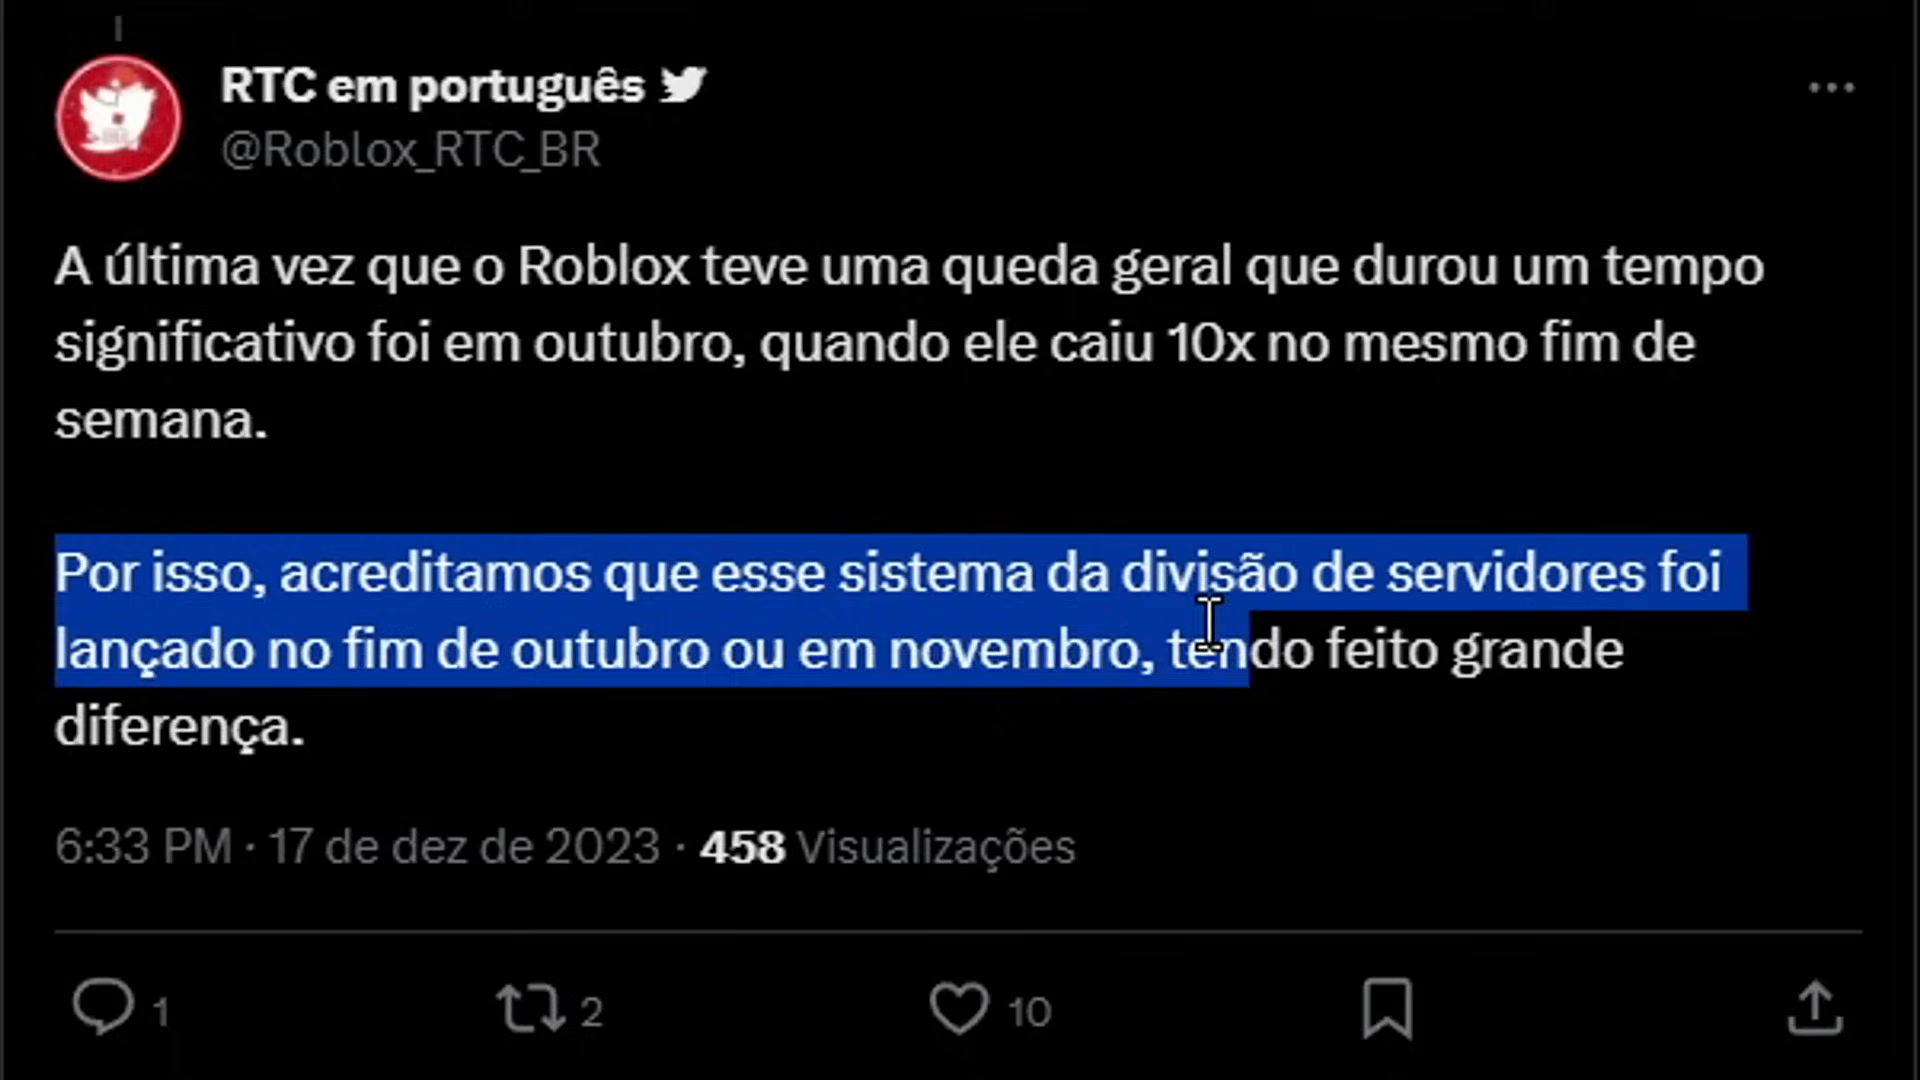 RTC em português
@Roblox_RTC_BR
A última vez que o Roblox teve uma queda geral que durou um tempo
significativo foi em outubro, quando ele caiu 10x no mesmo fim de
semana.
Por isso, acreditamos que esse sistema da divisão de servidores foi
lançado no fim de outubro ou em novembro, tendo feito grande
diferença.
6:33 PM · 17 de dez de 2023 · 458 Visualizações
1 2 10